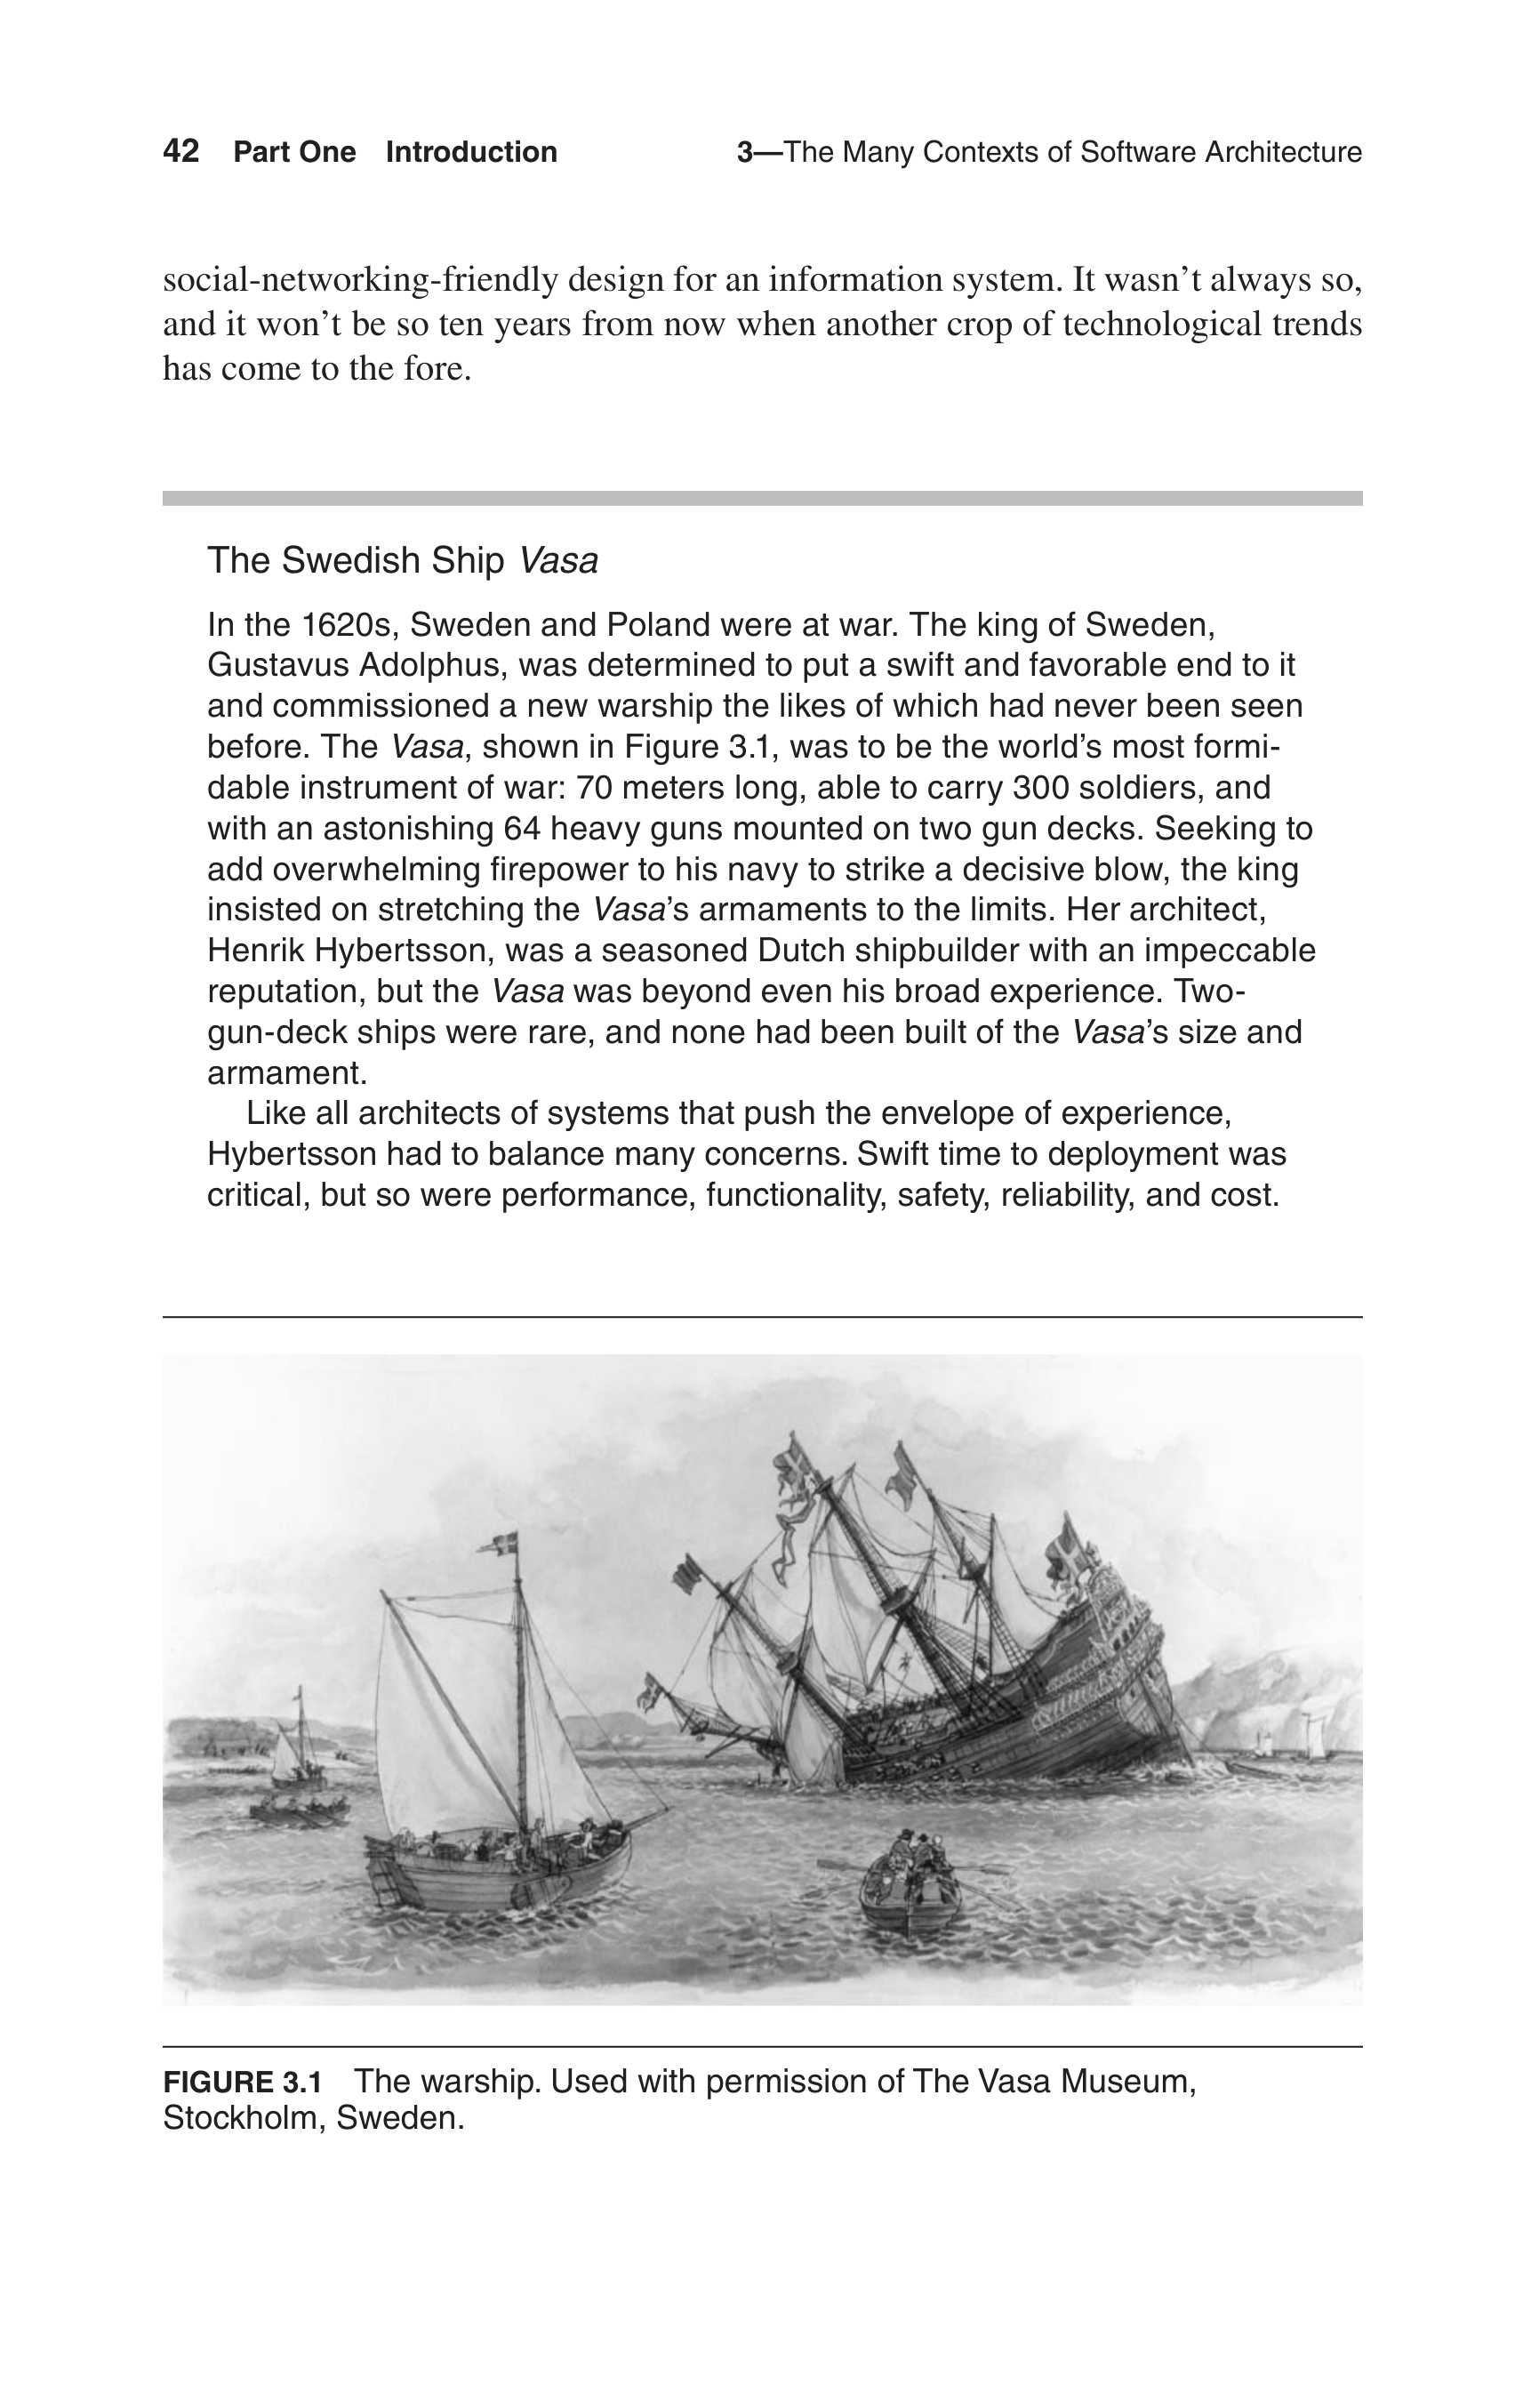 42 Part One Introduction 3—The Many Contexts of Software Architecture
social-networking-friendly design for an information system. It wasn’t always so,
and it won’t be so ten years from now when another crop of technological trends
has come to the fore.
The Swedish Ship Vasa
In the 1620s, Sweden and Poland were at war. The king of Sweden,
Gustavus Adolphus, was determined to put a swift and favorable end to it
and commissioned a new warship the likes of which had never been seen
before. The Vasa, shown in Figure 3.1, was to be the world’s most formi-
dable instrument of war: 70 meters long, able to carry 300 soldiers, and
with an astonishing 64 heavy guns mounted on two gun decks. Seeking to
add overwhelming firepower to his navy to strike a decisive blow, the king
insisted on stretching the Vasa’s armaments to the limits. Her architect,
Henrik Hybertsson, was a seasoned Dutch shipbuilder with an impeccable
reputation, but the Vasa was beyond even his broad experience. Two-
gun-deck ships were rare, and none had been built of the Vasa’s size and
armament.
Like all architects of systems that push the envelope of experience,
Hybertsson had to balance many concerns. Swift time to deployment was
critical, but so were performance, functionality, safety, reliability, and cost.
FIGURE 3.1 The warship. Used with permission of The Vasa Museum,
Stockholm, Sweden.